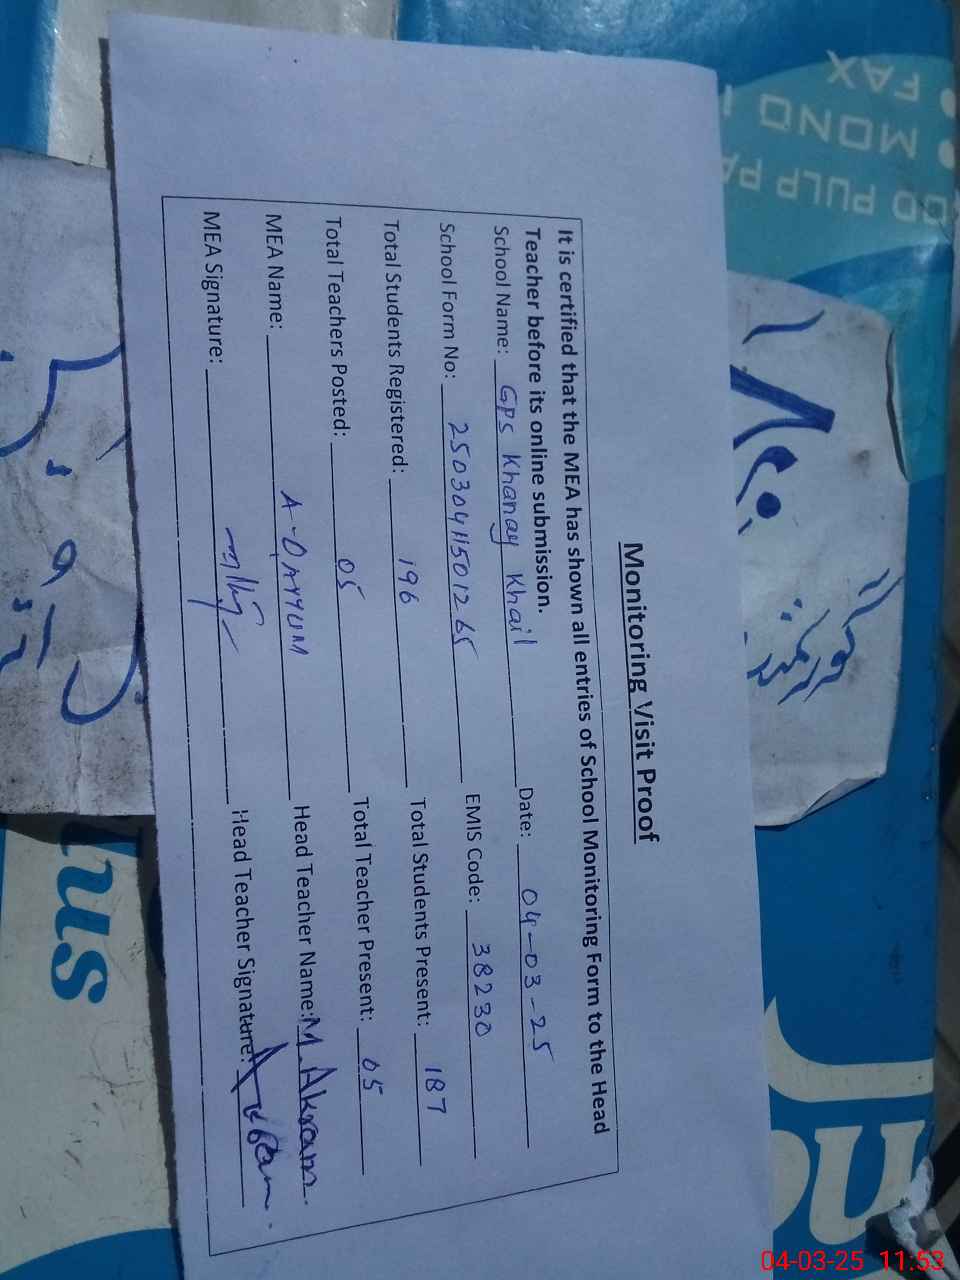 Monitoring Visit Proof
It is certified that the MEA has shown all entries of School Monitoring Form to the Head
Teacher before its online submission.
School Name: GPS Khanay Khail Date: 04-03-25
School Form No: 25030411501265 EMIS Code: 38230
Total Students Registered: 196 Total Students Present: 187
Total Teachers Posted: 05 Total Teacher Present: 05
MEA Name: A-QAYYUM Head Teacher Name: M. Akram.
MEA Signature: Head Teacher Signature:
FAX
MONO
PULP
04-03-25 11:53